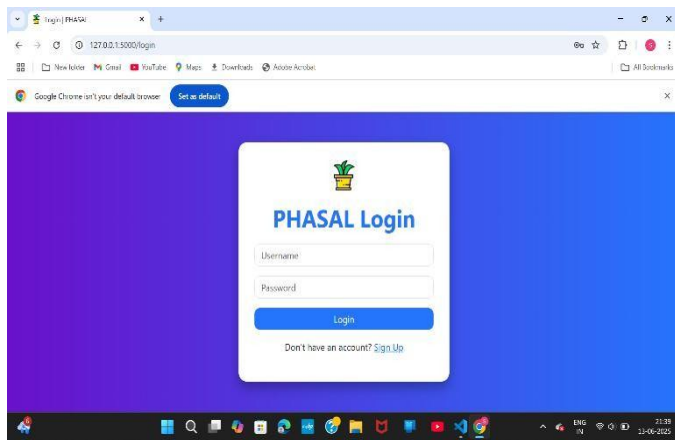 Login | PHASAL
127.0.0.1:5000/login
New folder Gmail YouTube Maps Downloads Adobe Acrobat
All Bookmarks
Google Chrome isn't your default browser Set as default
PHASAL Login
Username
Password
Login
Don't have an account? Sign Up
ENG 21:39
IN 13-06-2025